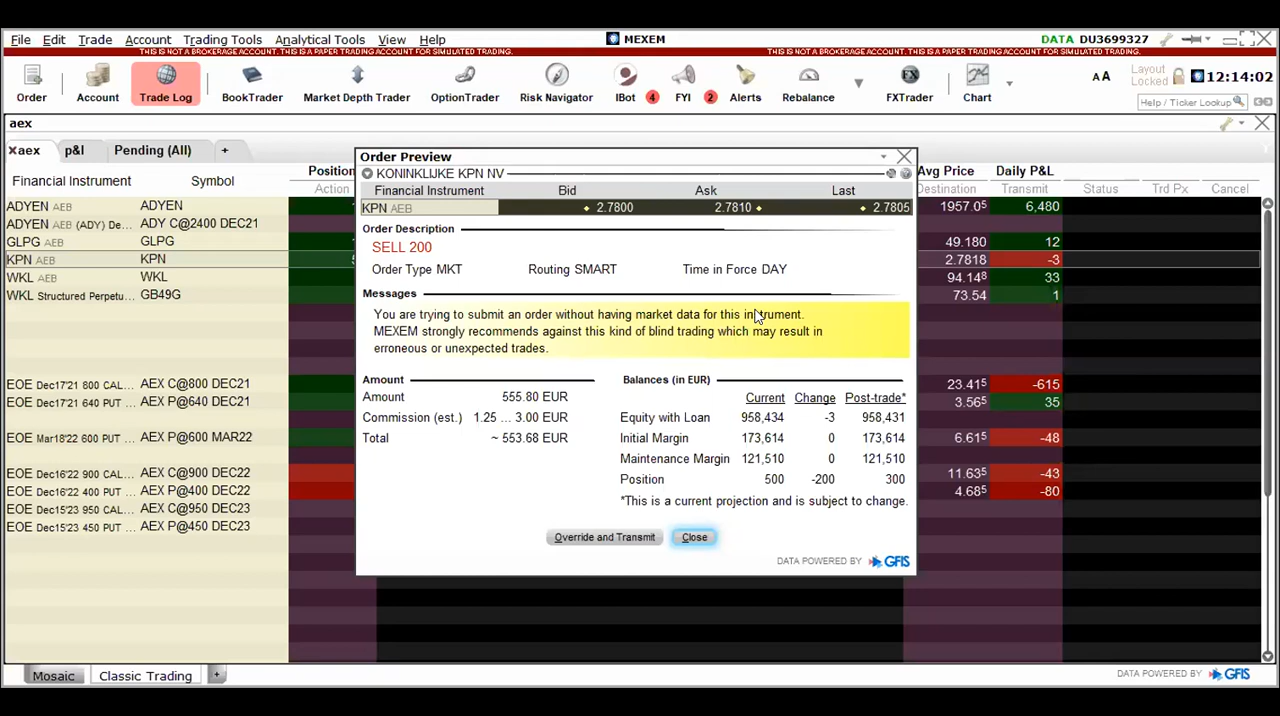 File Edit Trade Account Trading Tools Analytical Tools View Help MEXEM DATA DU3699327
THIS IS NOT A BROKERAGE ACCOUNT. THIS IS A PAPER TRADING ACCOUNT FOR SIMULATED TRADING. THIS IS NOT A BROKERAGE ACCOUNT. THIS IS A PAPER TRADING ACCOUNT FOR SIMULATED TRADING.
Order Account Trade Log BookTrader Market Depth Trader OptionTrader Risk Navigator IBot 4 FYI 2 Alerts Rebalance FX FXTrader Chart A A Layout Locked 12:14:02
Help / Ticker Lookup
aex
aex p&l Pending (All) +
Order Preview
Financial Instrument Symbol Position Avg Price Daily P&L
Action Destination Transmit Status Trd Px Cancel
KONINKLIJKE KPN NV
Financial Instrument Bid Ask Last
KPN AEB 2.7800 2.7810 2.7805
Order Description
SELL 200
Order Type MKT Routing SMART Time in Force DAY
Messages
You are trying to submit an order without having market data for this instrument.
MEXEM strongly recommends against this kind of blind trading which may result in
erroneous or unexpected trades.
Amount
Amount 555.80 EUR
Commission (est.) 1.25 ... 3.00 EUR
Total ~ 553.68 EUR
Balances (in EUR)
Current Change Post-trade*
Equity with Loan 958,434 -3 958,431
Initial Margin 173,614 0 173,614
Maintenance Margin 121,510 0 121,510
Position 500 -200 300
*This is a current projection and is subject to change.
Override and Transmit Close
DATA POWERED BY GFIS
ADYEN AEB ADYEN 1957.05 6,480
ADYEN AEB (ADY) De... ADY C@2400 DEC21
GLPG AEB GLPG 49.180 12
KPN AEB KPN 2.7818 -3
WKL AEB WKL 94.148 33
WKL Structured Perpetu... GB49G 73.54 1
EOE Dec17'21 800 CAL... AEX C@800 DEC21 23.415 -615
EOE Dec17'21 640 PUT ... AEX P@640 DEC21 3.565 35
EOE Mar18'22 600 PUT ... AEX P@600 MAR22 6.615 -48
EOE Dec16'22 900 CAL... AEX C@900 DEC22 11.635 -43
EOE Dec16'22 400 PUT ... AEX P@400 DEC22 4.685 -80
EOE Dec15'23 950 CAL... AEX C@950 DEC23
EOE Dec15'23 450 PUT ... AEX P@450 DEC23
Mosaic Classic Trading + DATA POWERED BY GFIS